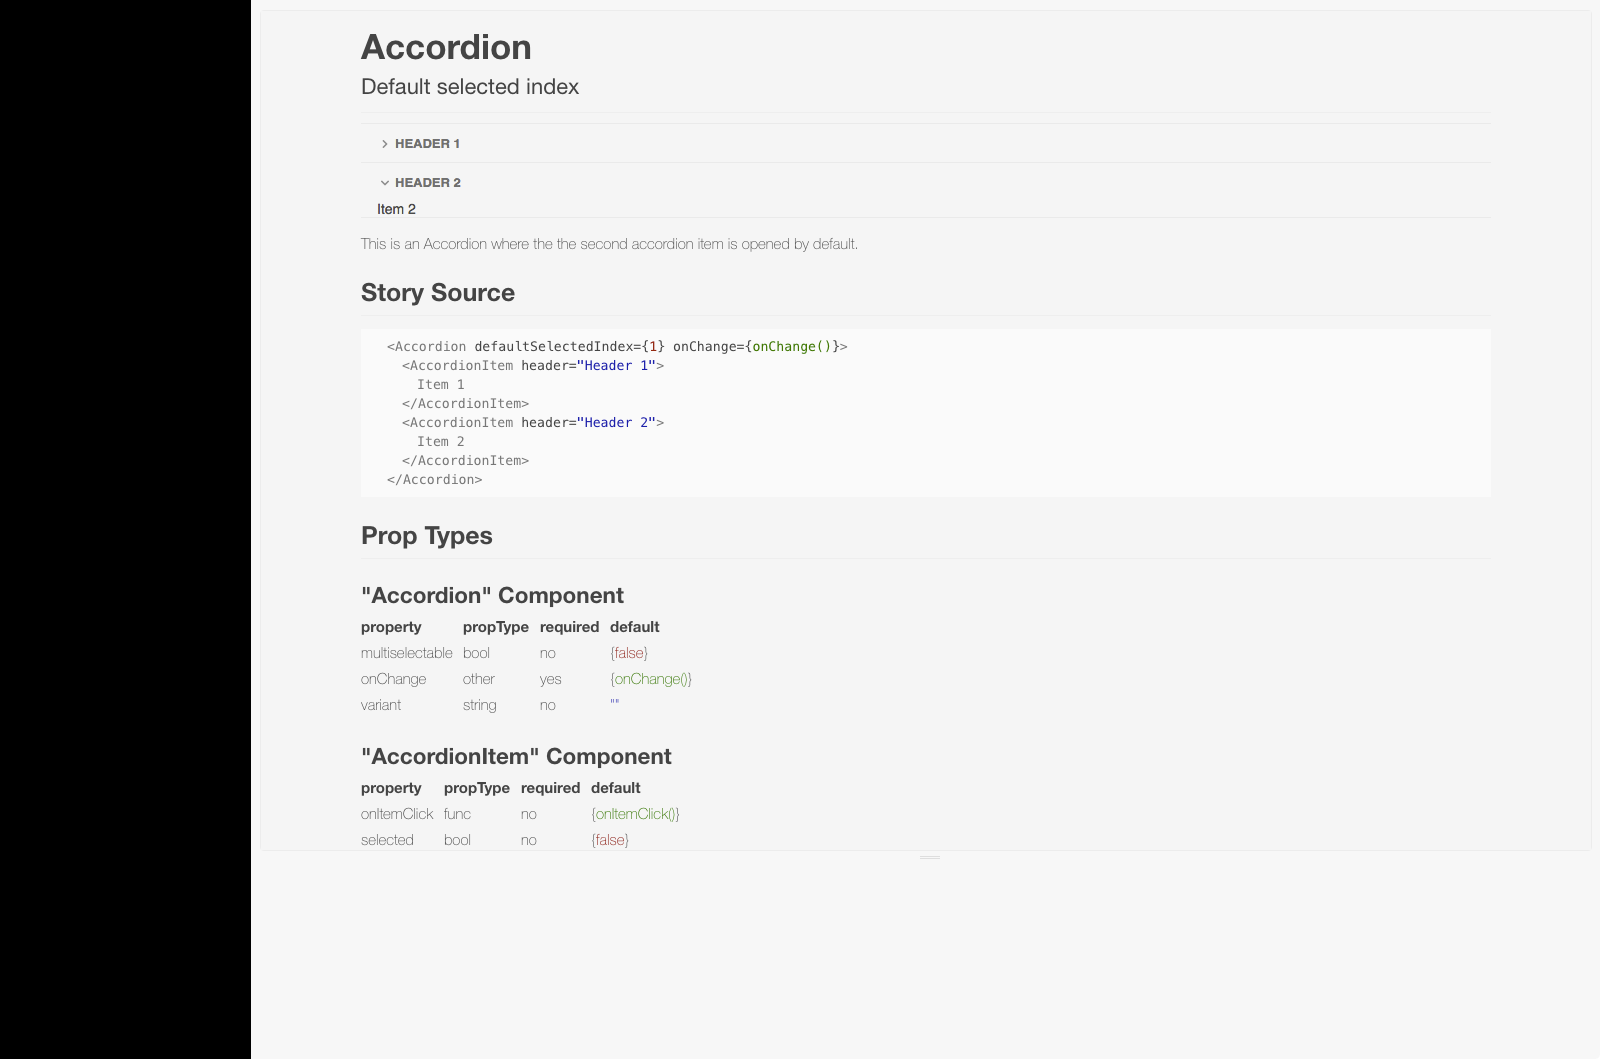 Accordion
Default selected index
HEADER 1
HEADER 2
Item 2
This is an Accordion where the the second accordion item is opened by default.
Story Source
<Accordion defaultSelectedIndex={1} onChange={onChange()}>
<AccordionItem header="Header 1">
Item 1
</AccordionItem>
<AccordionItem header="Header 2">
Item 2
</AccordionItem>
</Accordion>
Prop Types
"Accordion" Component
property propType required default
multiselectable bool no {false}
onChange other yes {onChange()}
variant string no ""
"AccordionItem" Component
property propType required default
onItemClick func no {onItemClick()}
selected bool no {false}